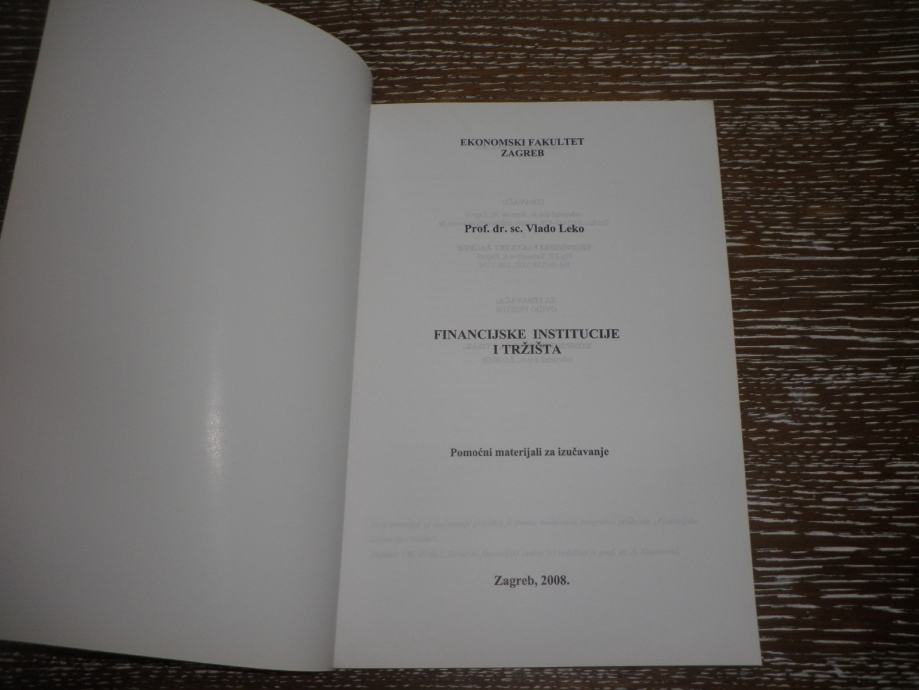 EKONOMSKI FAKULTET
ZAGREB
Prof. dr. sc. Vlado Leko
FINANCIJSKE INSTITUCIJE
I TRŽIŠTA
Pomoćni materijali za izučavanje
Zagreb, 2008.